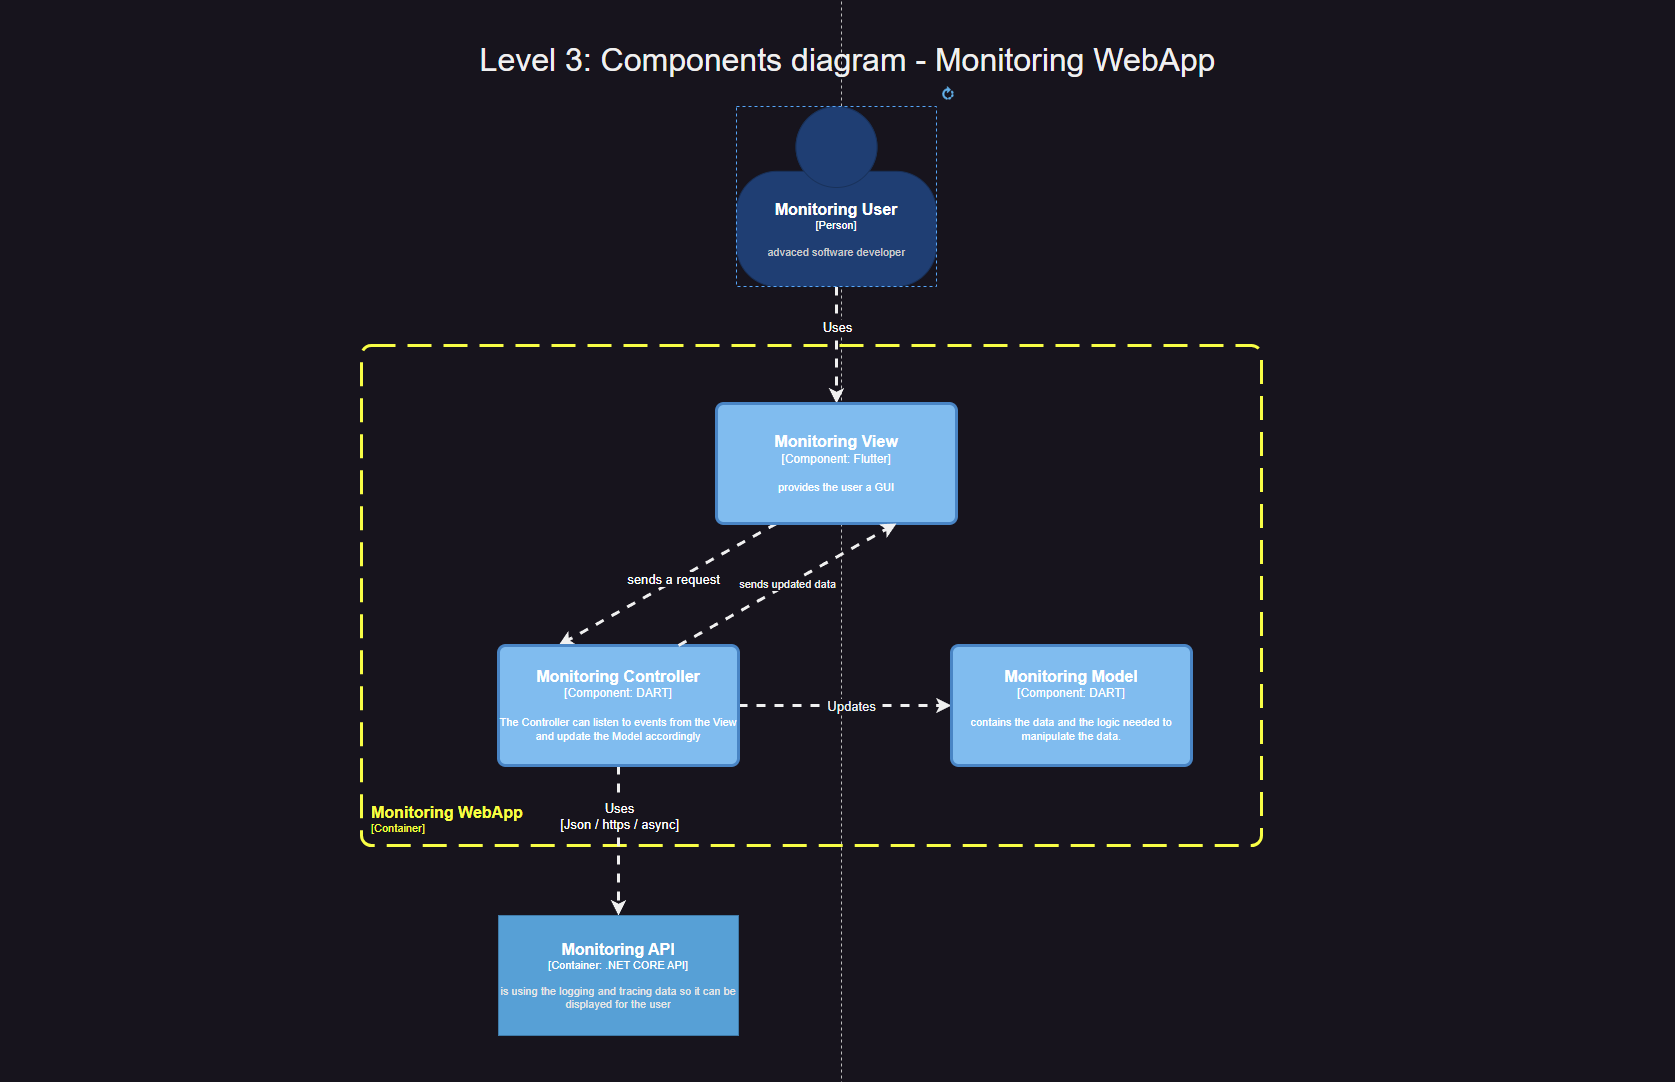 Level 3: Components diagram - Monitoring WebApp
Monitoring User
[Person]
advaced software developer
Uses
Monitoring View
[Component: Flutter]
provides the user a GUI
sends a request
sends updated data
Monitoring Controller
[Component: DART]
The Controller can listen to events from the View
and update the Model accordingly
Updates
Monitoring Model
[Component: DART]
contains the data and the logic needed to
manipulate the data.
Monitoring WebApp
[Container]
Uses
[Json / https / async]
Monitoring API
[Container: .NET CORE API]
is using the logging and tracing data so it can be
displayed for the user